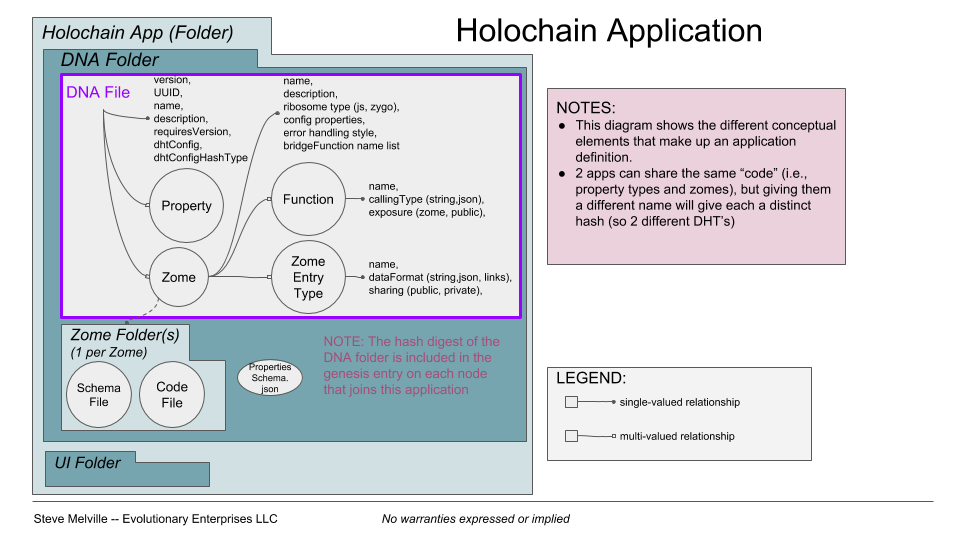 Holochain Application
Holochain App (Folder)
DNA Folder
DNA File
version,
UUID,
name,
description,
requiresVersion,
dhtConfig,
dhtConfigHashType
name,
description,
ribosome type (js, zygo),
config properties,
error handling style,
bridgeFunction name list
Property
Function
name,
callingType (string,json),
exposure (zome, public),
Zome
Zome
Entry
Type
name,
dataFormat (string,json, links),
sharing (public, private),
Zome Folder(s)
(1 per Zome)
Schema
File
Code
File
Properties
Schema.
json
NOTE: The hash digest of the
DNA folder is included in the
genesis entry on each node
that joins this application
UI Folder
NOTES:
● This diagram shows the different conceptual
elements that make up an application
definition.
● 2 apps can share the same “code” (i.e.,
property types and zomes), but giving them
a different name will give each a distinct
hash (so 2 different DHT’s)
LEGEND:
single-valued relationship
multi-valued relationship
Steve Melville -- Evolutionary Enterprises LLC
No warranties expressed or implied